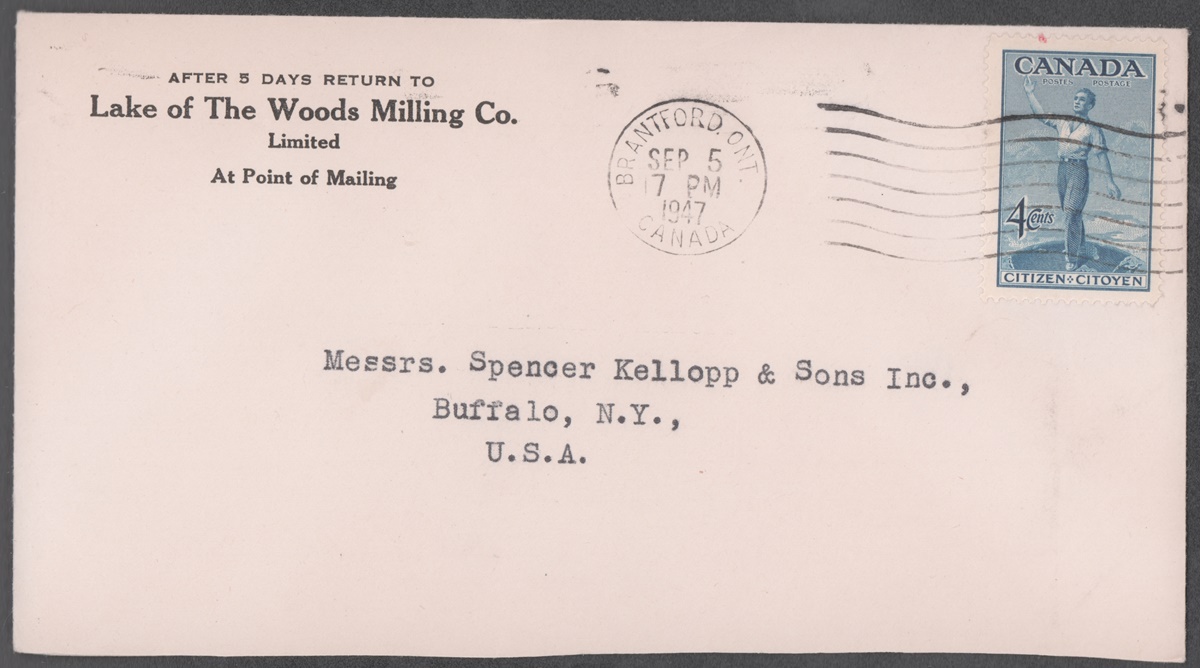 AFTER 5 DAYS RETURN TO
Lake of The Woods Milling Co.
Limited
At Point of Mailing
BRANTFORD. ONT.
SEP 5
17 PM
1947
CANADA
CANADA
POSTES POSTAGE
4 Cents
CITIZEN CITOYEN
Messrs. Spencer Kellopp & Sons Inc.,
Buffalo, N.Y.,
U.S.A.